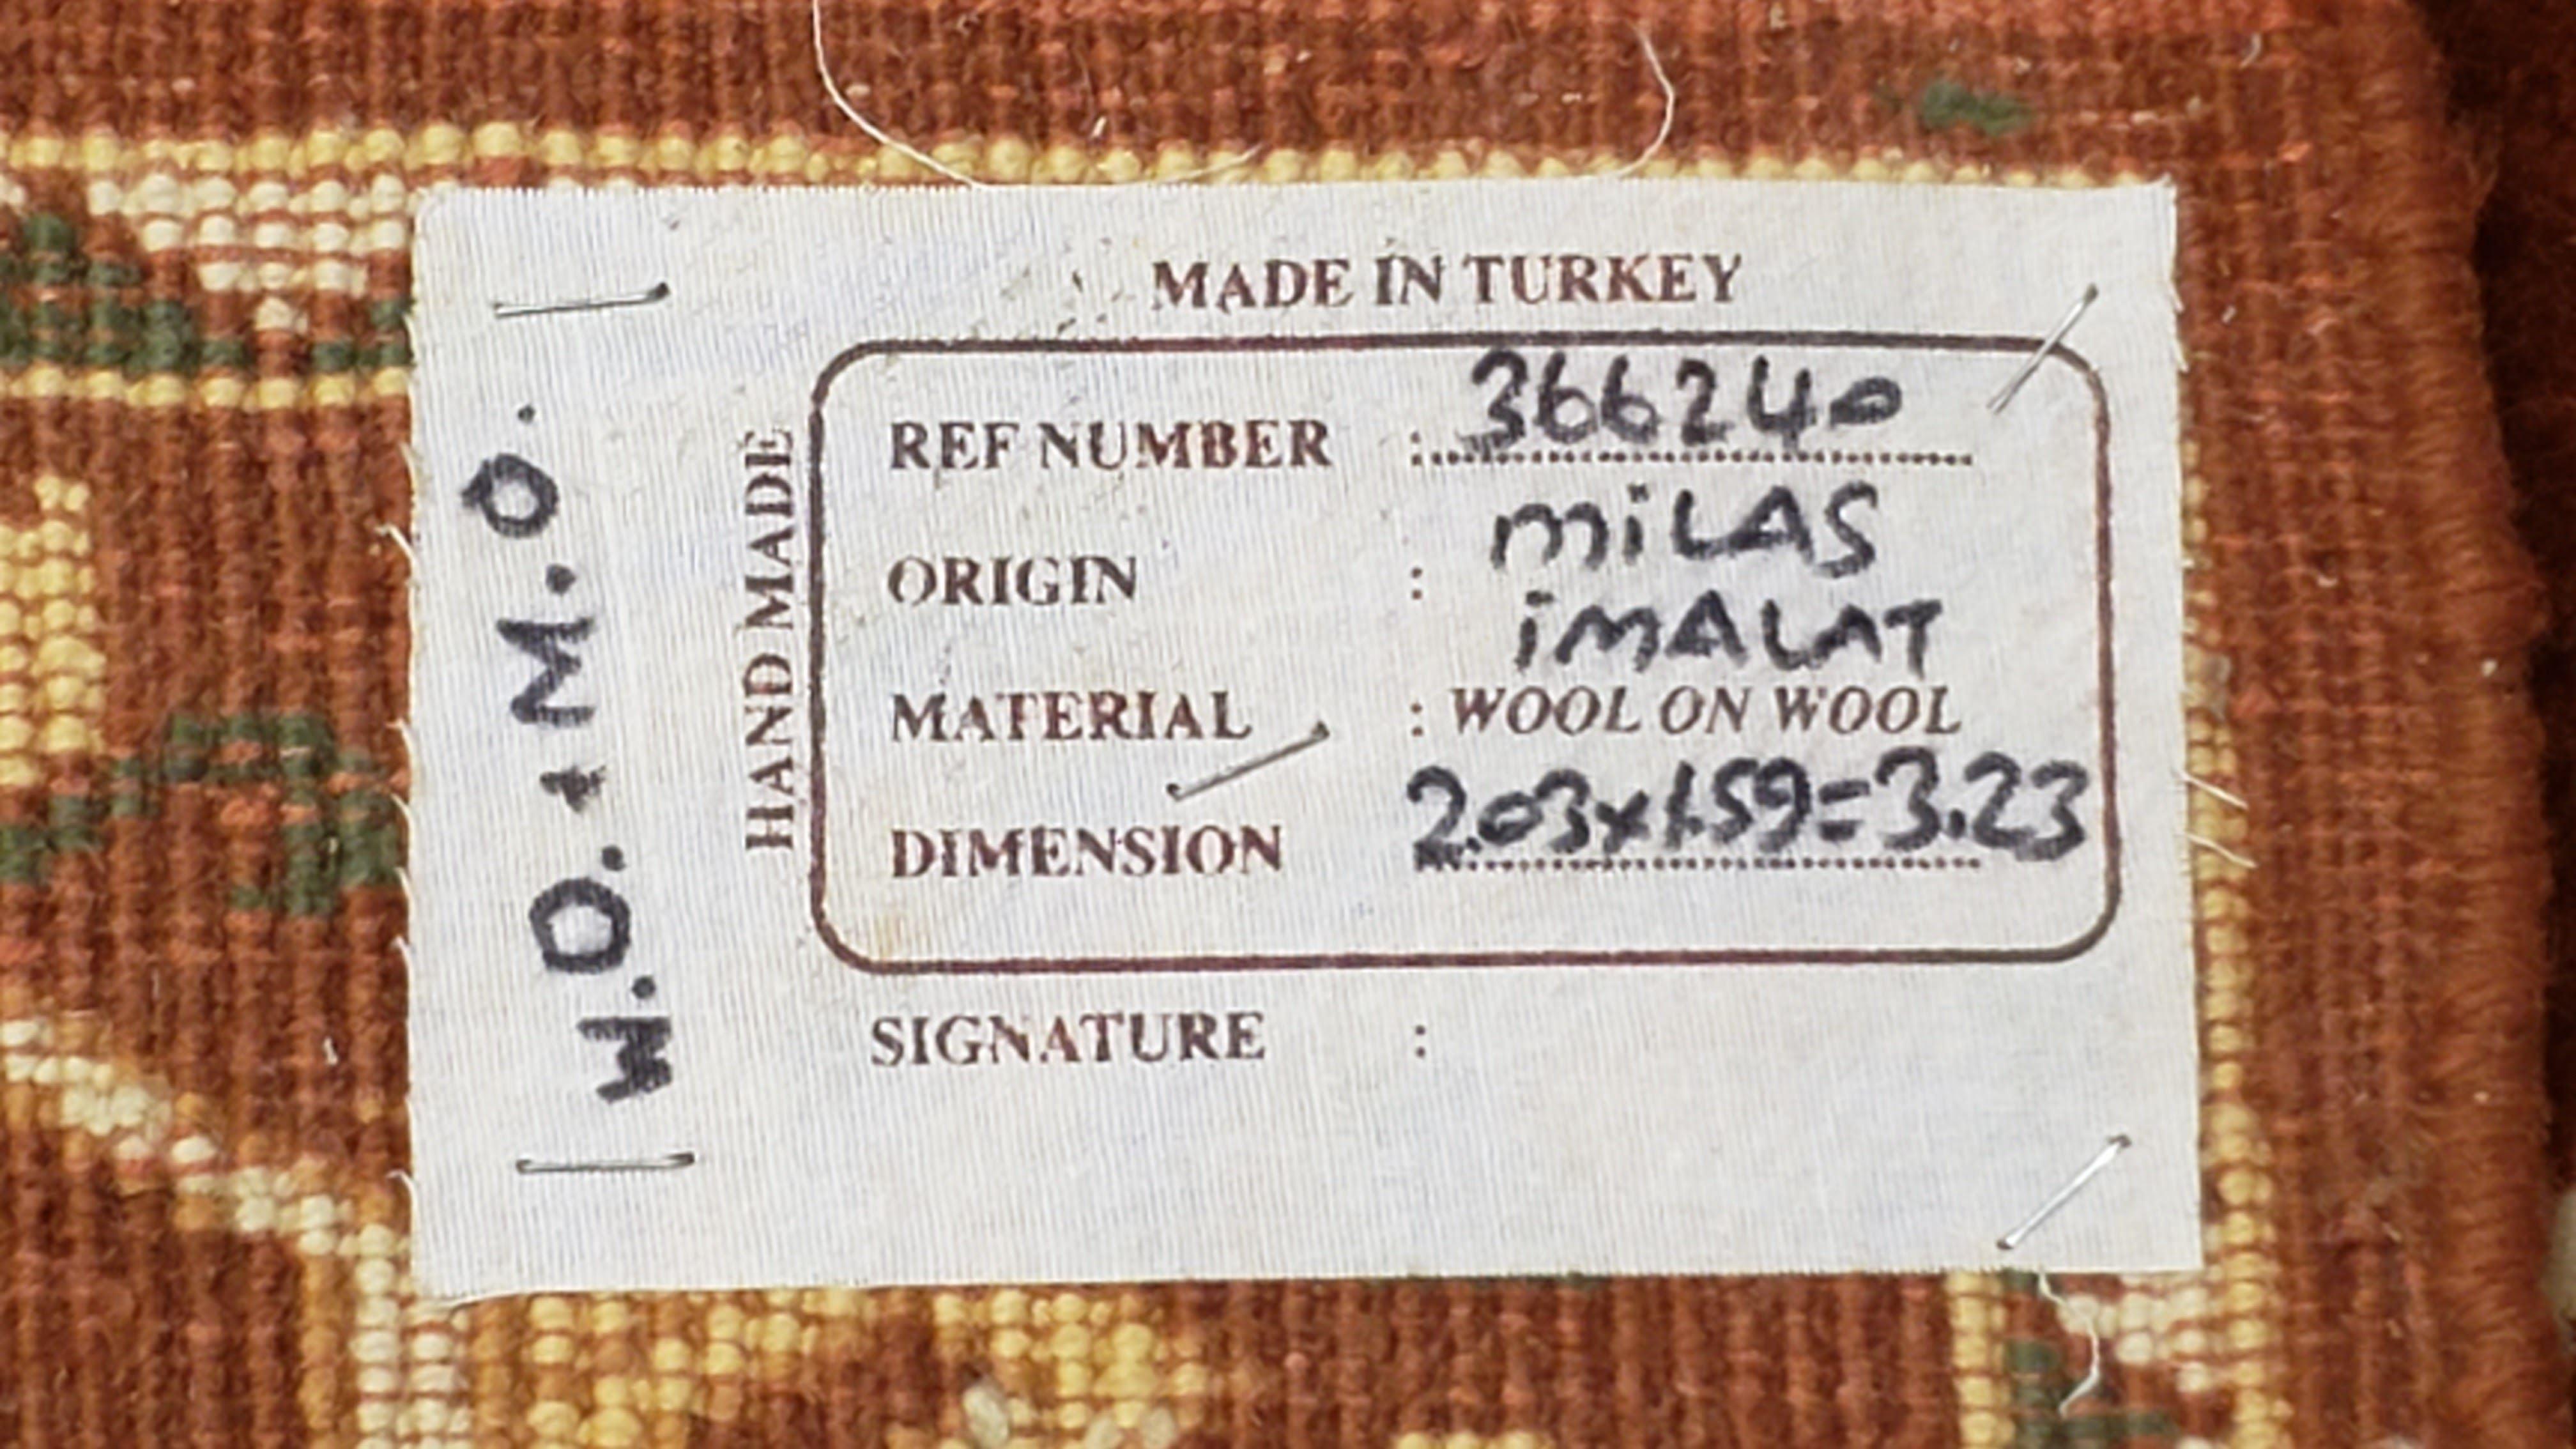 MADE IN TURKEY
HAND MADE
W.O. + M.O.
REF NUMBER : 366240
ORIGIN : miLAS
iMALAT
MATERIAL : WOOL ON WOOL
DIMENSION 2.03x1.59=3.23
SIGNATURE :